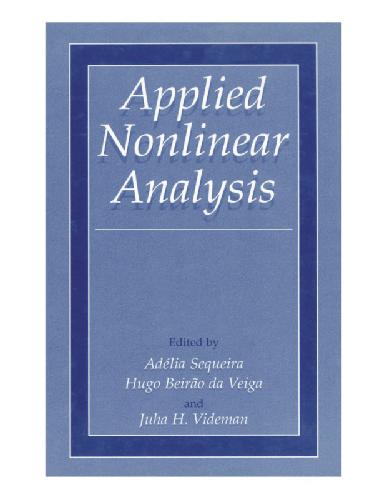 Applied
Nonlinear
Analysis
Edited by
Adélia Sequeira
Hugo Beirão da Veiga
and
Juha H. Videman